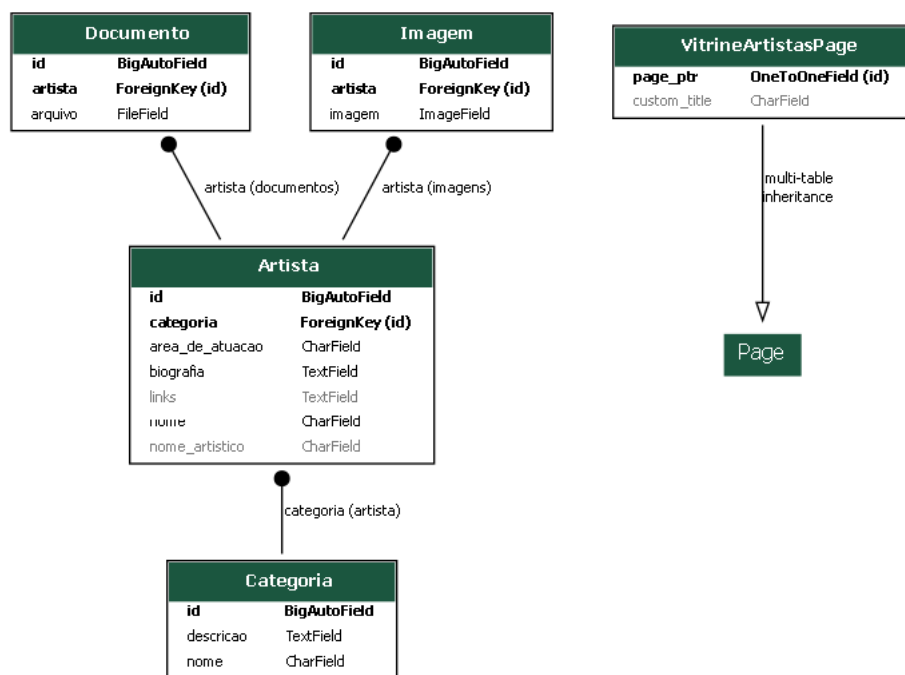 Documento
id BigAutoField
artista ForeignKey (id)
arquivo FileField
Imagem
id BigAutoField
artista ForeignKey (id)
imagem ImageField
VitrineArtistasPage
page_ptr OneToOneField (id)
custom_title CharField
artista (documentos)
artista (imagens)
multi-table
inheritance
Artista
id BigAutoField
categoria ForeignKey (id)
area_de_atuacao CharField
biografia TextField
links TextField
nome CharField
nome_artistico CharField
Page
categoria (artista)
Categoria
id BigAutoField
descricao TextField
nome CharField